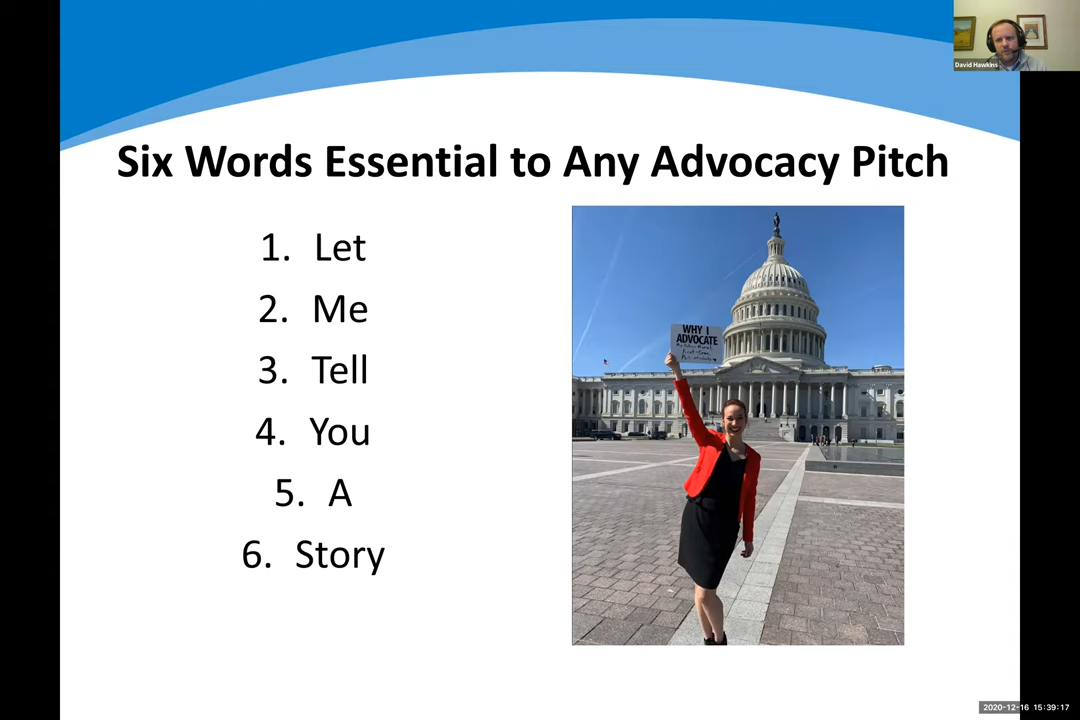 David Hawkins
Six Words Essential to Any Advocacy Pitch
1. Let
2. Me
3. Tell
4. You
5. A
6. Story
WHY I
ADVOCATE
2020-12-16 15:39:17